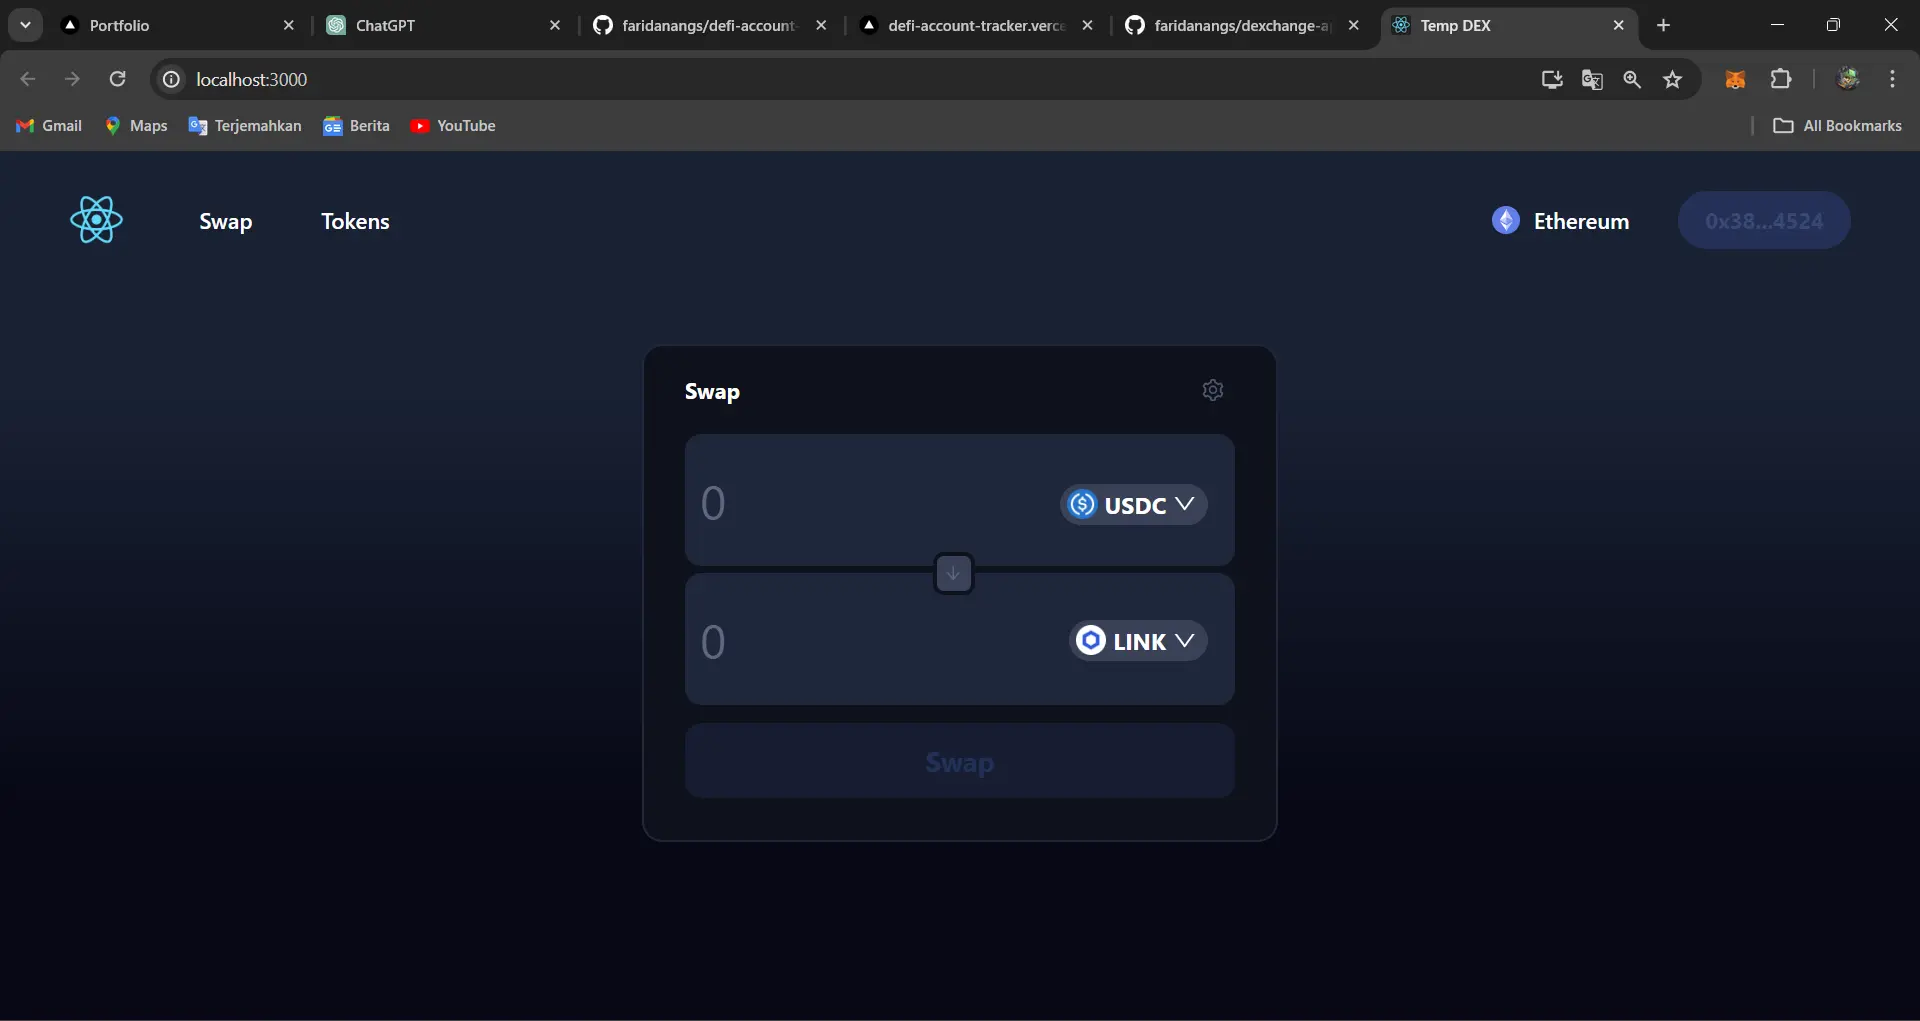 Portfolio
ChatGPT
faridanangs/defi-account-
defi-account-tracker.verce
faridanangs/dexchange-a
Temp DEX
localhost:3000
Gmail
Maps
Terjemahkan
Berita
YouTube
All Bookmarks
Swap
Tokens
Ethereum
0x38...4524
Swap
0
USDC
0
LINK
Swap